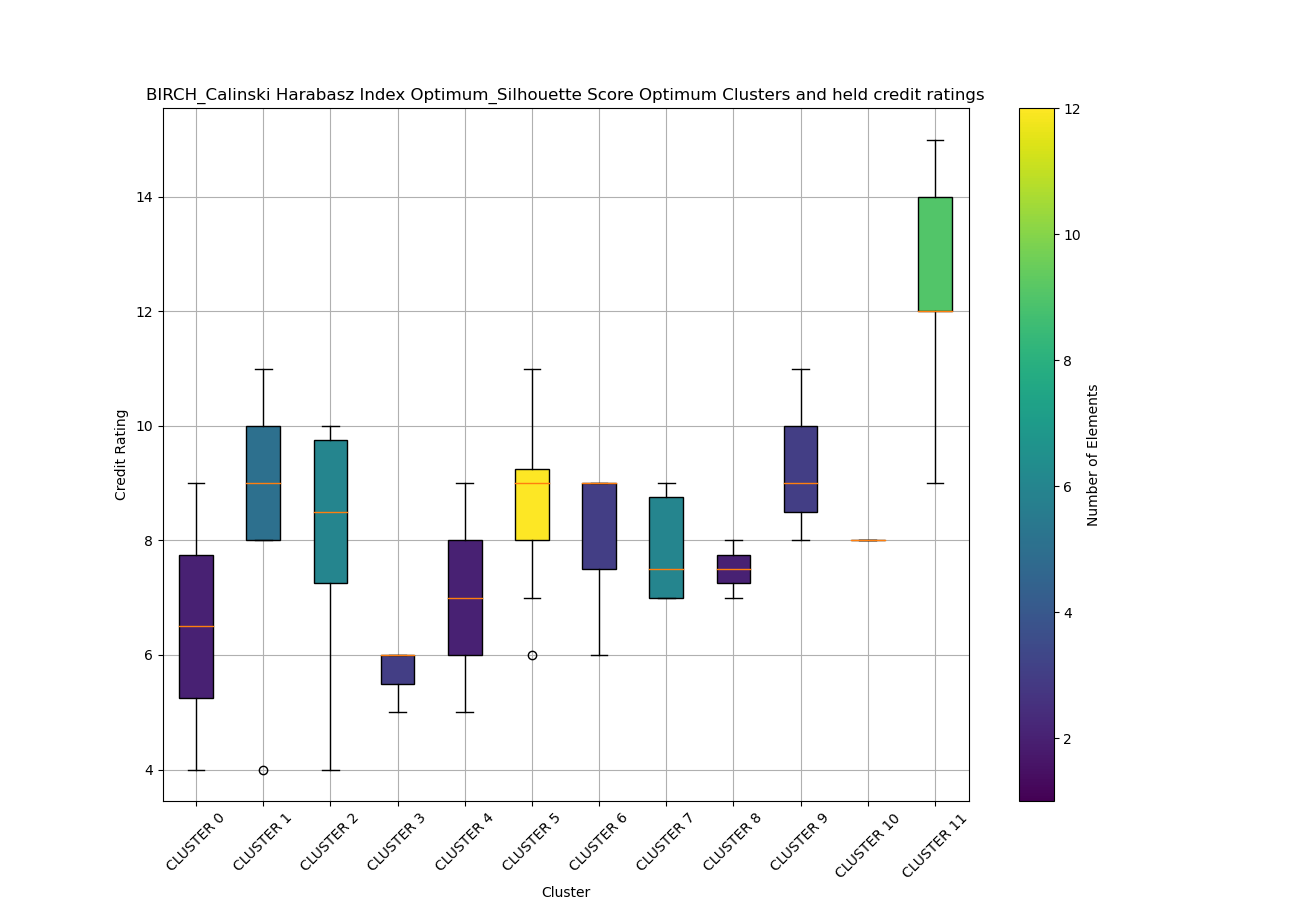 BIRCH_Calinski Harabasz Index Optimum_Silhouette Score Optimum Clusters and held credit ratings
14
12
10
8
6
4
Credit Rating
CLUSTER 0
CLUSTER 1
CLUSTER 2
CLUSTER 3
CLUSTER 4
CLUSTER 5
CLUSTER 6
CLUSTER 7
CLUSTER 8
CLUSTER 9
CLUSTER 10
CLUSTER 11
Cluster
12
10
8
6
4
2
Number of Elements